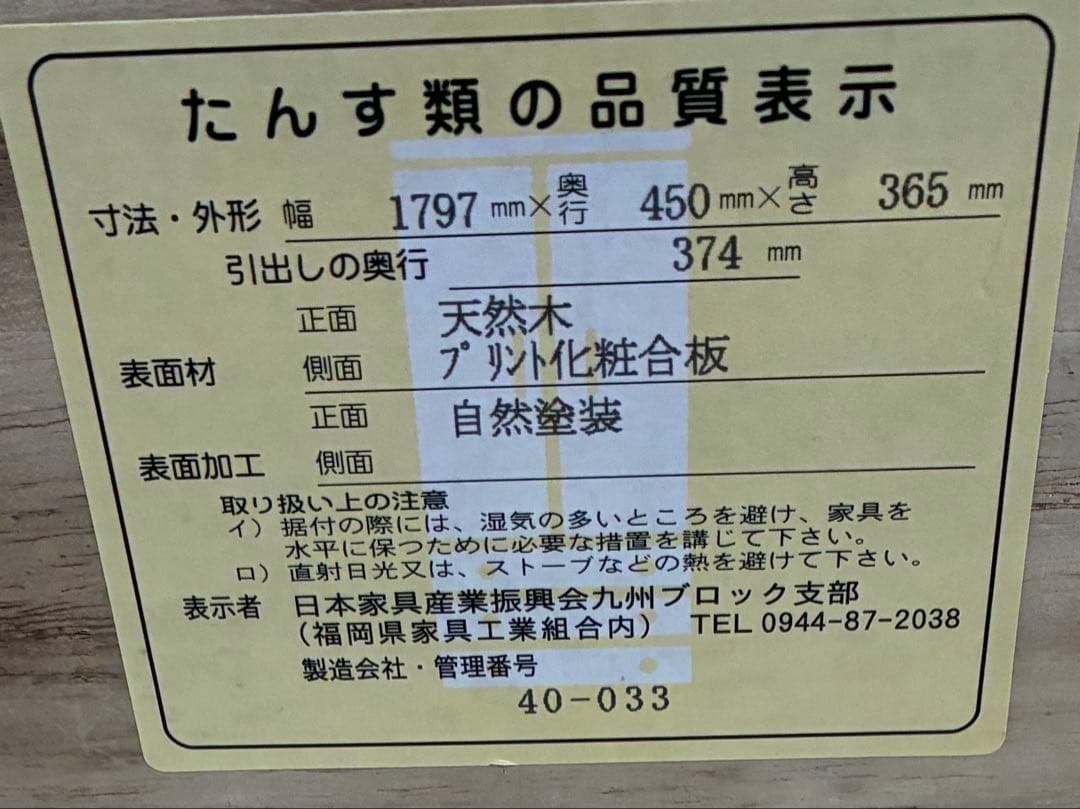 たんす類の品質表示
寸法・外形 幅 1797 mm×奥行 450 mm×高さ 365 mm
引出しの奥行 374 mm
正面 天然木
表面材 側面 プリント化粧合板
正面 自然塗装
表面加工 側面
取り扱い上の注意
イ）据付の際には、湿気の多いところを避け、家具を
水平に保つために必要な措置を講じて下さい。
ロ）直射日光又は、ストーブなどの熱を避けて下さい。
表示者 日本家具産業振興会九州ブロック支部
（福岡県家具工業組合内） TEL 0944-87-2038
製造会社・管理番号
40-033